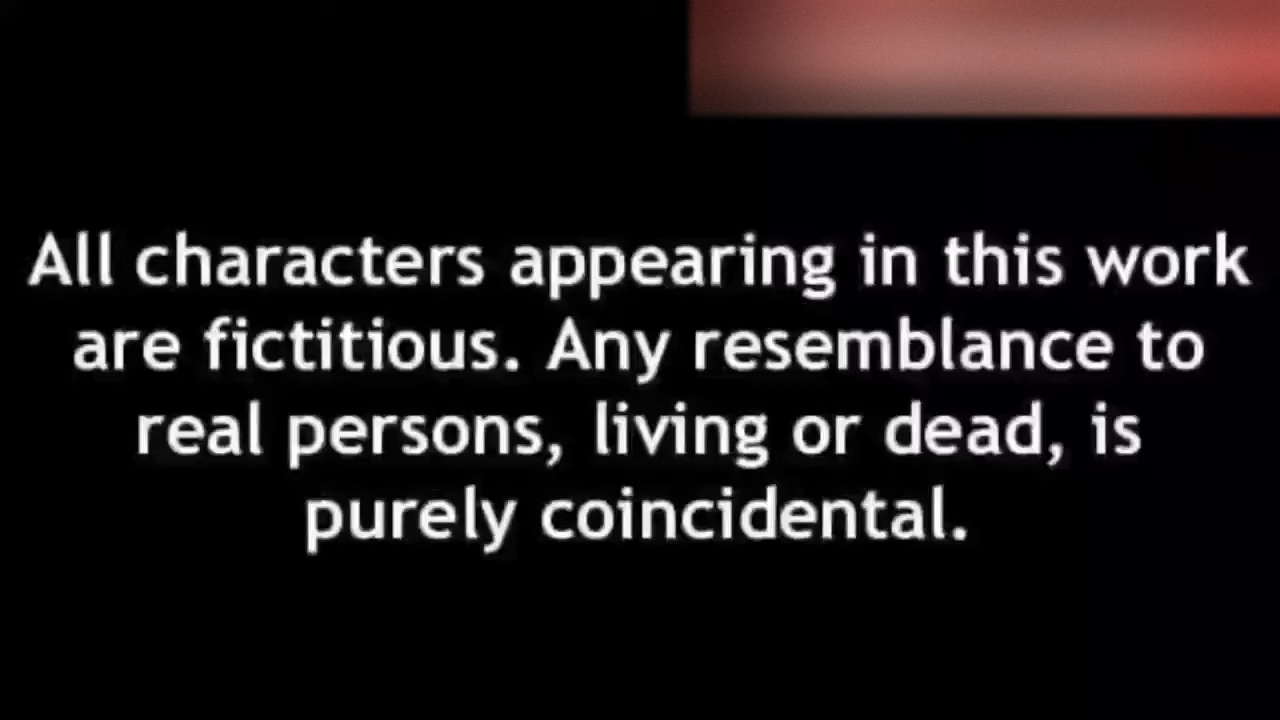 All characters appearing in this work
are fictitious. Any resemblance to
real persons, living or dead, is
purely coincidental.